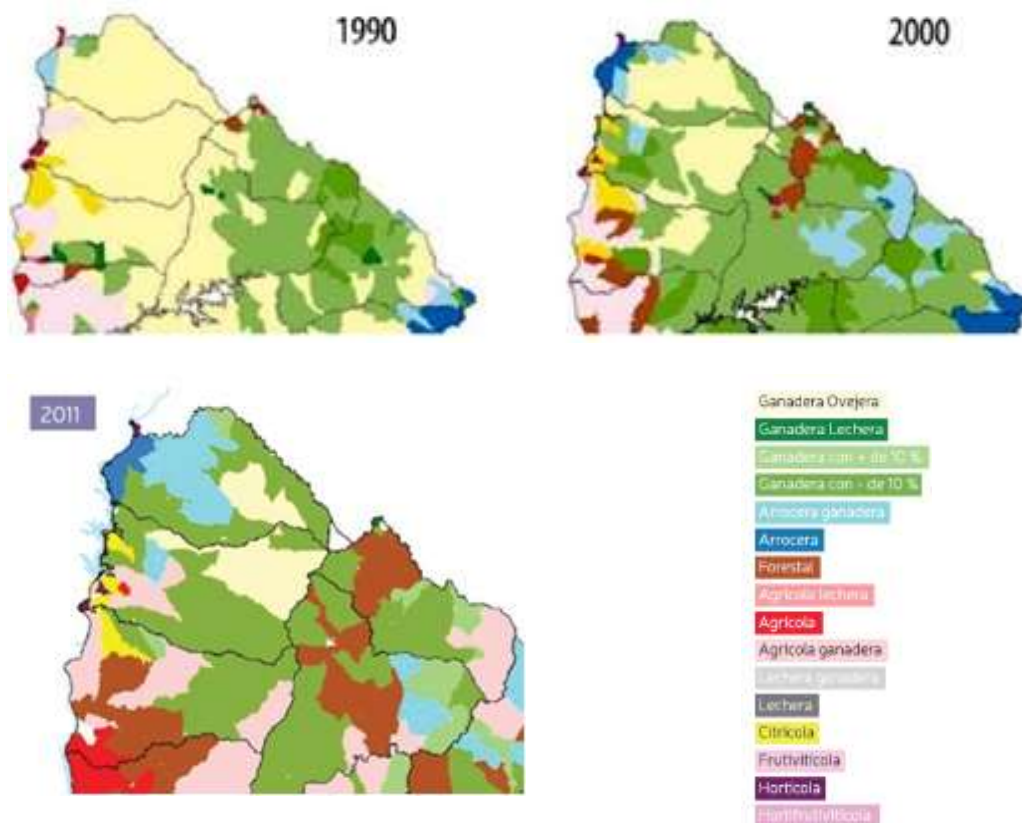 1990
2000
2011
Ganadera Ovejera
Ganadera Lechera
Ganadera con + de 10 %
Ganadera con - de 10 %
Arrocera ganadera
Arrocera
Forestal
Agrícola lechera
Agrícola
Agrícola ganadera
Lechera ganadera
Lechera
Citrícola
Frutivitícola
Hortícola
Hortifrutivitícola